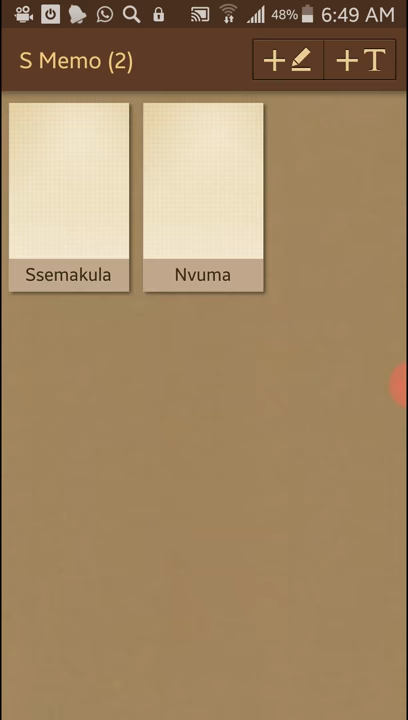 48% 6:49 AM
S Memo (2)
+ + T
Ssemakula
Nvuma